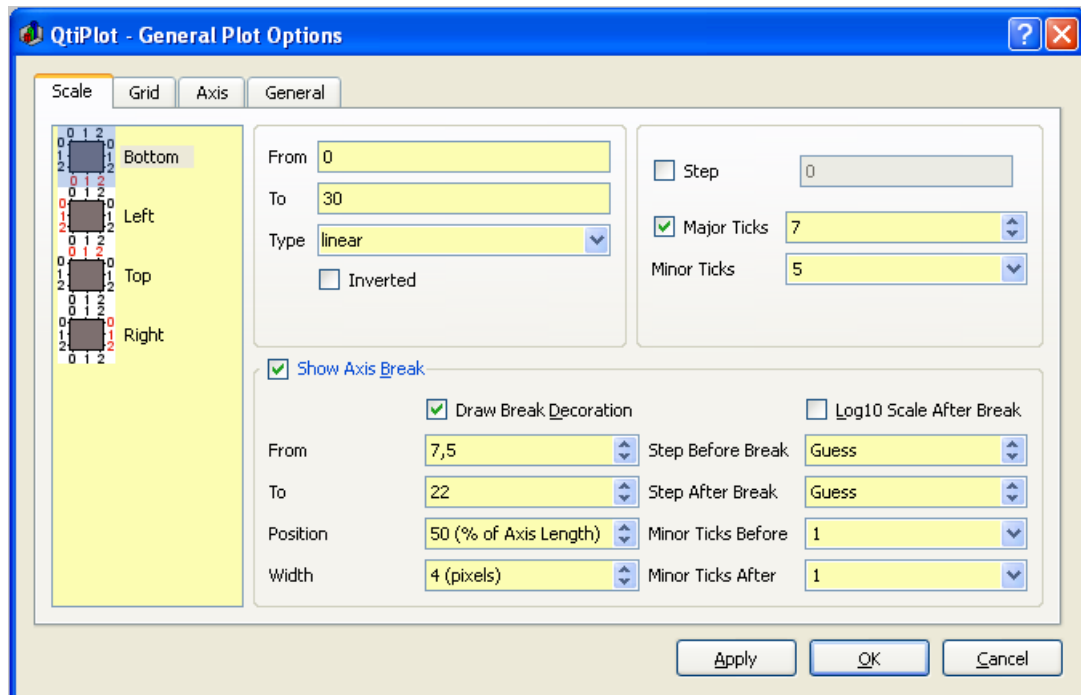 QtiPlot - General Plot Options
Scale Grid Axis General
0 1 2
0 0
1 1
2 2
0 1 2
Bottom
0 1 2
0 0
1 1
2 2
0 1 2
Left
0 1 2
0 0
1 1
2 2
0 1 2
Top
0 1 2
0 0
1 1
2 2
0 1 2
Right
From 0
To 30
Type linear
Inverted
Step 0
Major Ticks 7
Minor Ticks 5
Show Axis Break
Draw Break Decoration Log10 Scale After Break
From 7,5 Step Before Break Guess
To 22 Step After Break Guess
Position 50 (% of Axis Length) Minor Ticks Before 1
Width 4 (pixels) Minor Ticks After 1
Apply OK Cancel